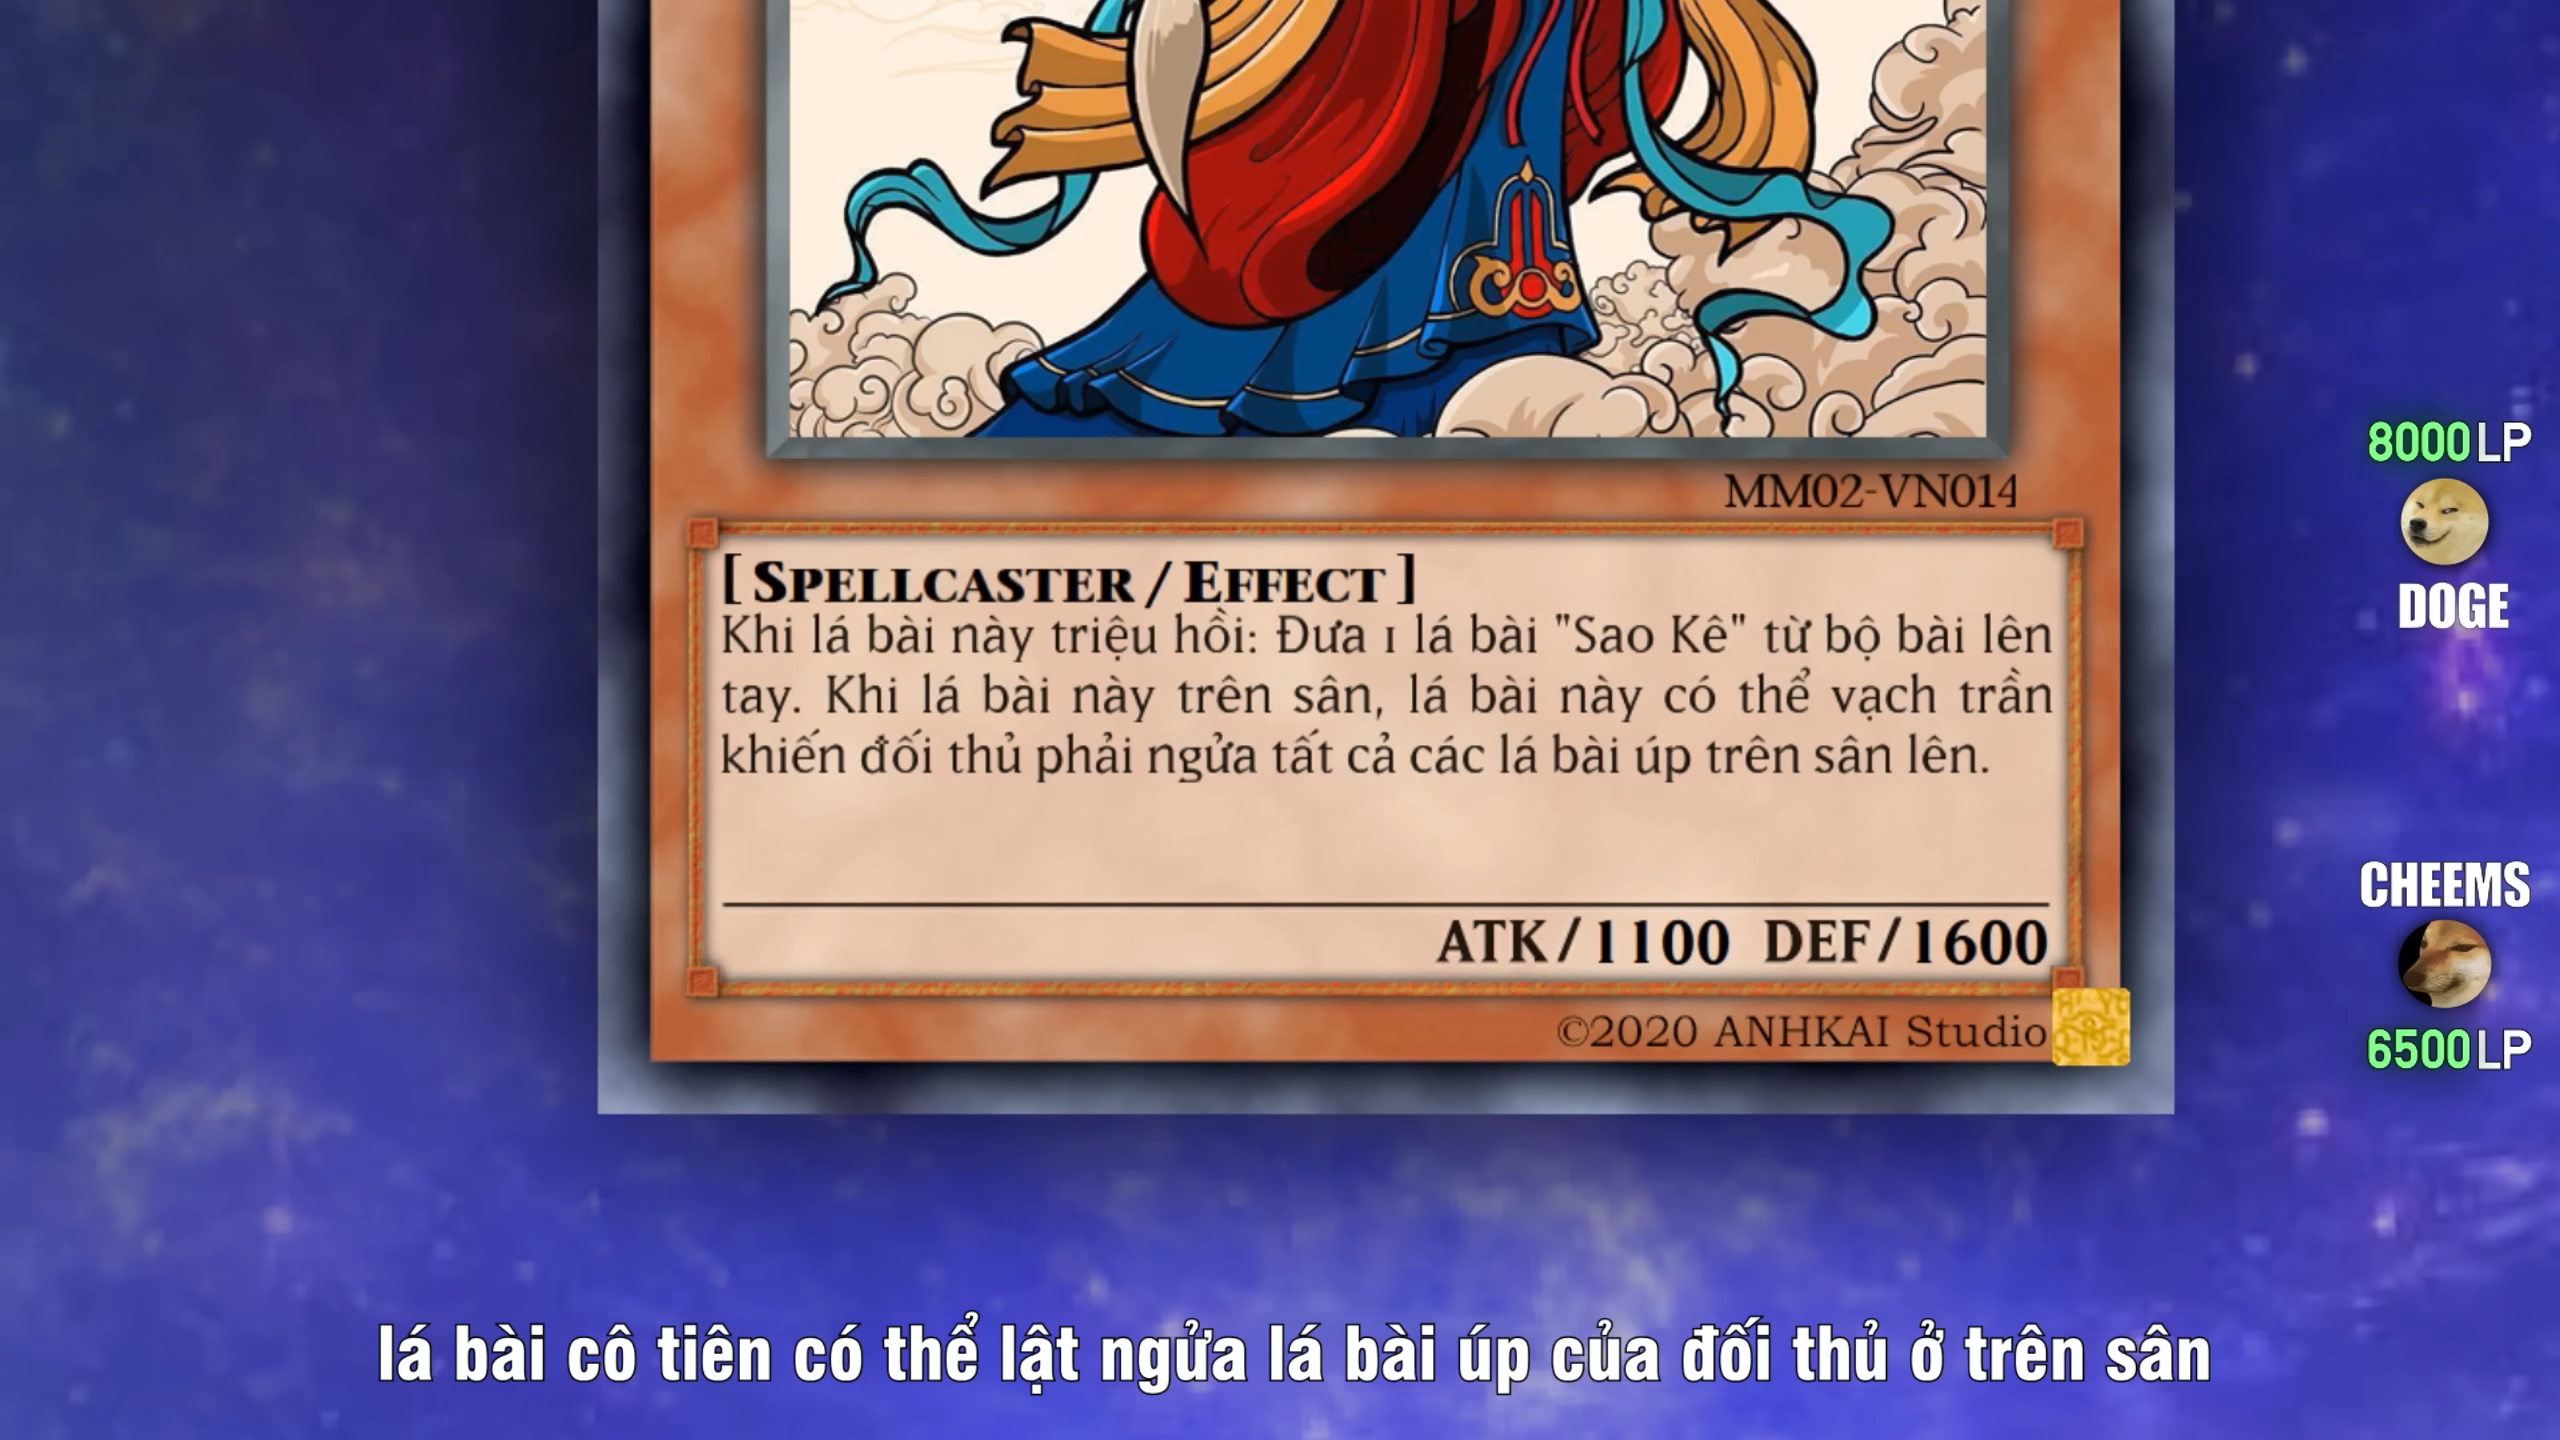 MM02-VN014
[ SPELLCASTER / EFFECT ]
Khi lá bài này triệu hồi: Đưa 1 lá bài "Sao Kê" từ bộ bài lên
tay. Khi lá bài này trên sân, lá bài này có thể vạch trần
khiến đối thủ phải ngửa tất cả các lá bài úp trên sân lên.
ATK/1100 DEF/1600
©2020 ANHKAI Studio
8000LP
DOGE
CHEEMS
6500LP
lá bài cô tiên có thể lật ngửa lá bài úp của đối thủ ở trên sân